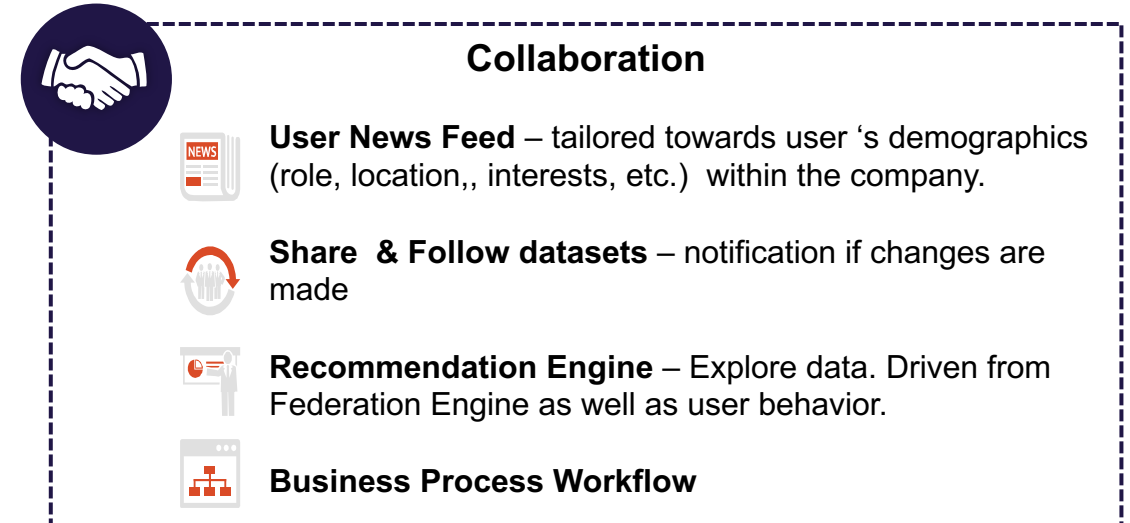 Collaboration
NEWS
User News Feed – tailored towards user ‘s demographics
(role, location,, interests, etc.)  within the company.
Share  & Follow datasets – notification if changes are
made
Recommendation Engine – Explore data. Driven from
Federation Engine as well as user behavior.
Business Process Workflow